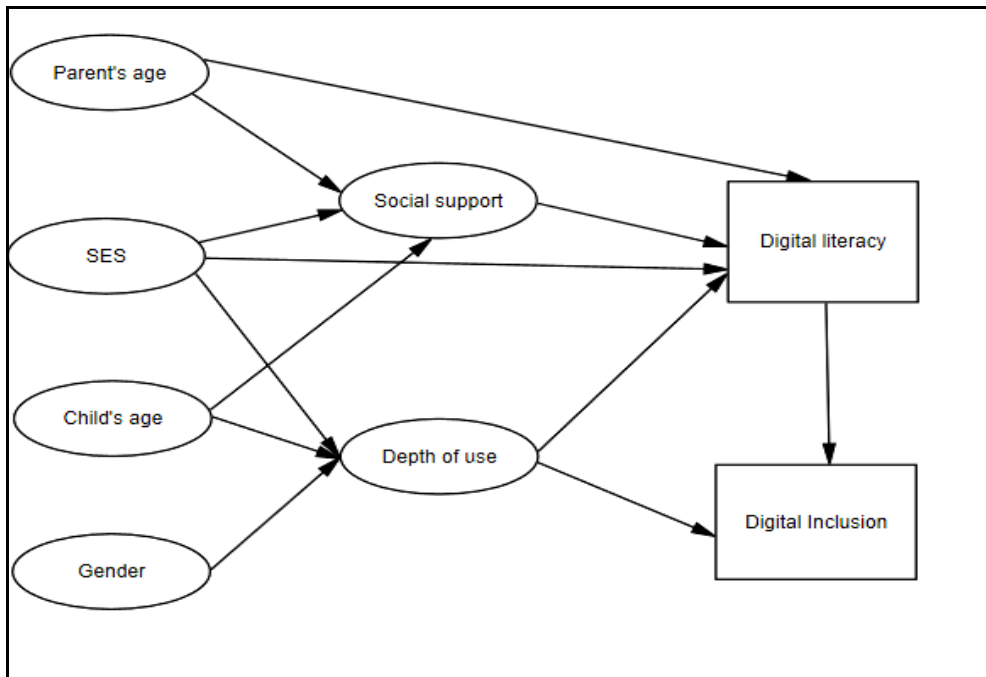 Parent's age
Social support
Digital literacy
SES
Child's age
Depth of use
Digital Inclusion
Gender